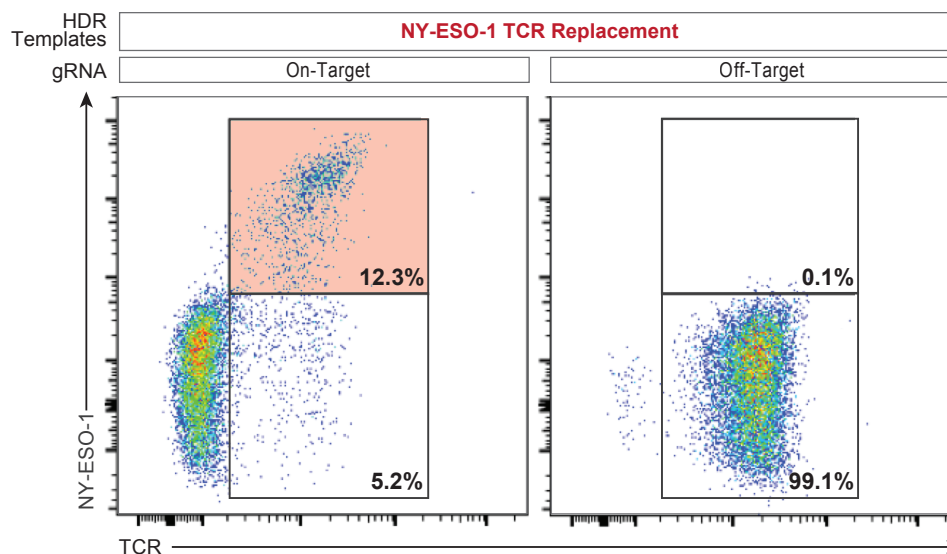 HDR
Templates
NY-ESO-1 TCR Replacement
gRNA
On-Target
Off-Target
NY-ESO-1
12.3%
0.1%
5.2%
99.1%
TCR